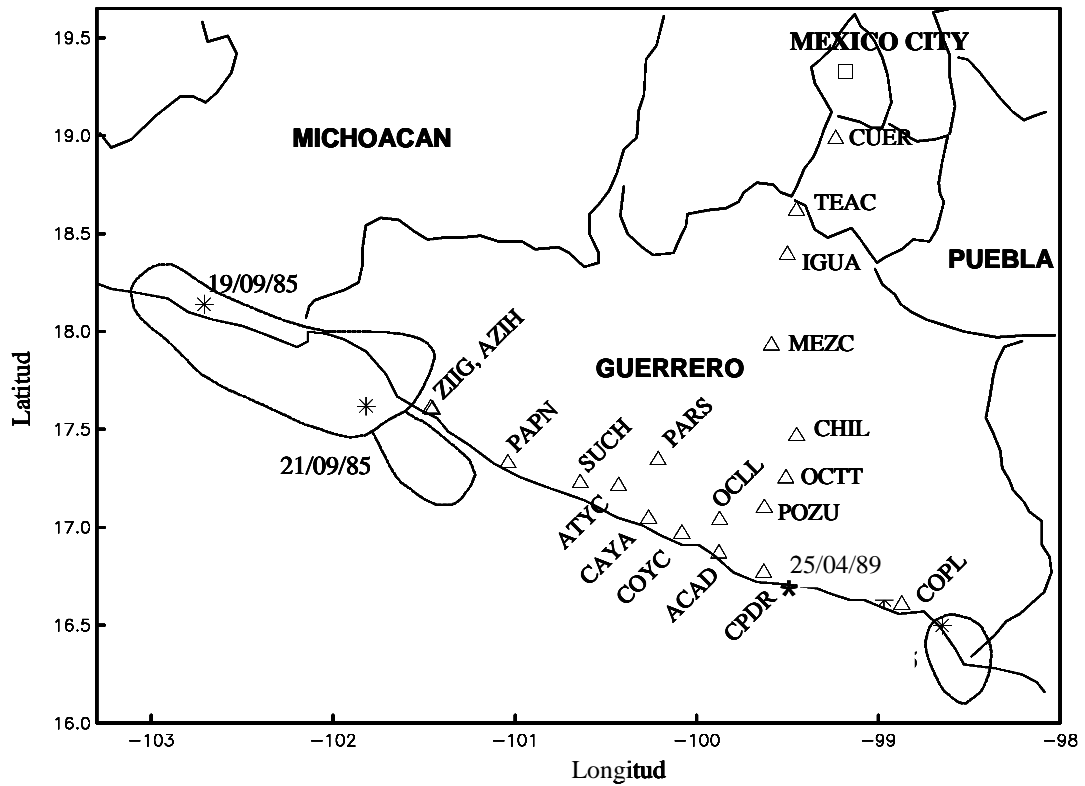 Latitud
19.5
19.0
18.5
18.0
17.5
17.0
16.5
16.0
MEXICO CITY
MICHOACAN
CUER
TEAC
PUEBLA
IGUA
19/09/85
ZIIG, AZIH
MEZC
GUERRERO
PAPN
SUCH
PARS
CHIL
21/09/85
OCLL
OCTT
ATYC
POZU
CAYA
COYC
ACAD
25/04/89
CPDR
COPL
-103
-102
-101
-100
-99
-98
Longitud